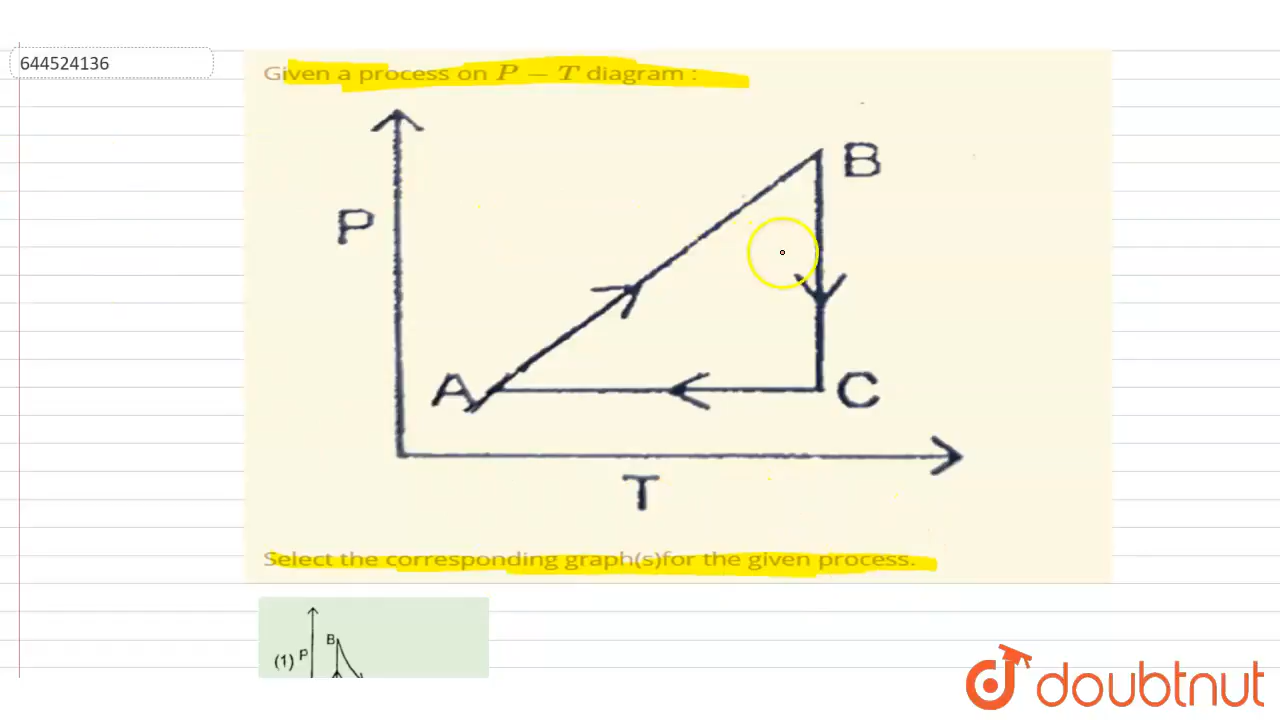 644524136
Given a process on P − T diagram :
B
P
A
C
T
Select the corresponding graph(s)for the given process.
B
(1) P
doubtnut